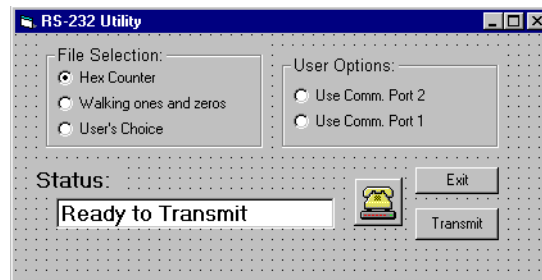 RS-232 Utility
File Selection:
Hex Counter
Walking ones and zeros
User's Choice
User Options:
Use Comm. Port 2
Use Comm. Port 1
Status:
Ready to Transmit
Exit
Transmit